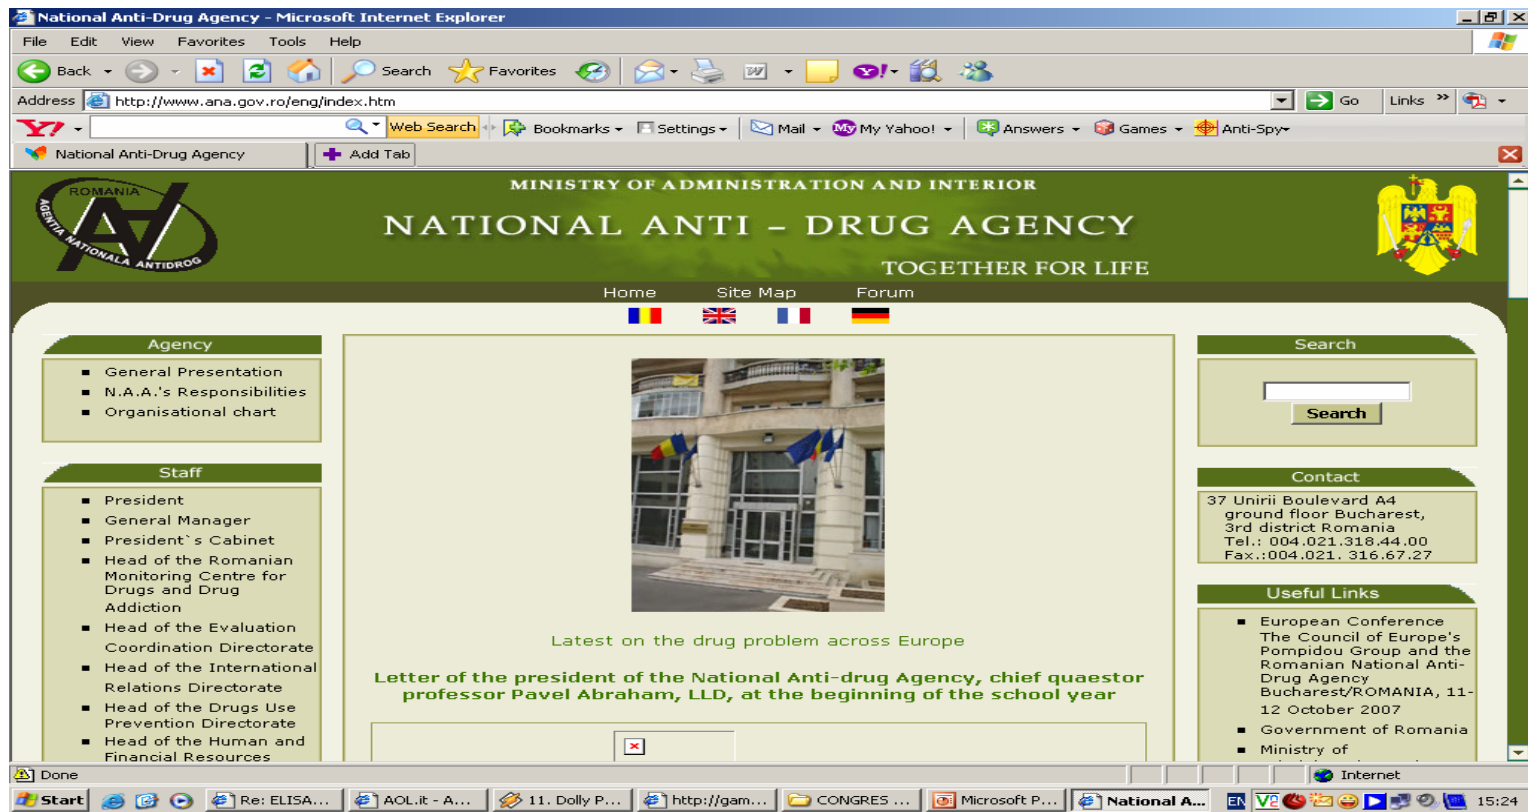 National Anti-Drug Agency - Microsoft Internet Explorer
File Edit View Favorites Tools Help
Back Search Favorites
Address http://www.ana.gov.ro/eng/index.htm Go Links
Web Search Bookmarks Settings Mail My Yahoo! Answers Games Anti-Spy
National Anti-Drug Agency Add Tab
ROMANIA
AGENTIA NATIONALA ANTIDROG
MINISTRY OF ADMINISTRATION AND INTERIOR
NATIONAL ANTI – DRUG AGENCY
TOGETHER FOR LIFE
Home Site Map Forum
Agency
General Presentation
N.A.A.'s Responsibilities
Organisational chart
Staff
President
General Manager
President`s Cabinet
Head of the Romanian
Monitoring Centre for
Drugs and Drug
Addiction
Head of the Evaluation
Coordination Directorate
Head of the International
Relations Directorate
Head of the Drugs Use
Prevention Directorate
Head of the Human and
Financial Resources
Latest on the drug problem across Europe
Letter of the president of the National Anti-drug Agency, chief quaestor
professor Pavel Abraham, LLD, at the beginning of the school year
Search
Search
Contact
37 Unirii Boulevard A4
ground floor Bucharest,
3rd district Romania
Tel.: 004.021.318.44.00
Fax.:004.021. 316.67.27
Useful Links
European Conference
The Council of Europe's
Pompidou Group and the
Romanian National Anti-
Drug Agency
Bucharest/ROMANIA, 11-
12 October 2007
Government of Romania
Ministry of
Done Internet
Start Re: ELISA... AOL.it - A... 11. Dolly P... http://gam... CONGRES ... Microsoft P... National A... EN 15:24